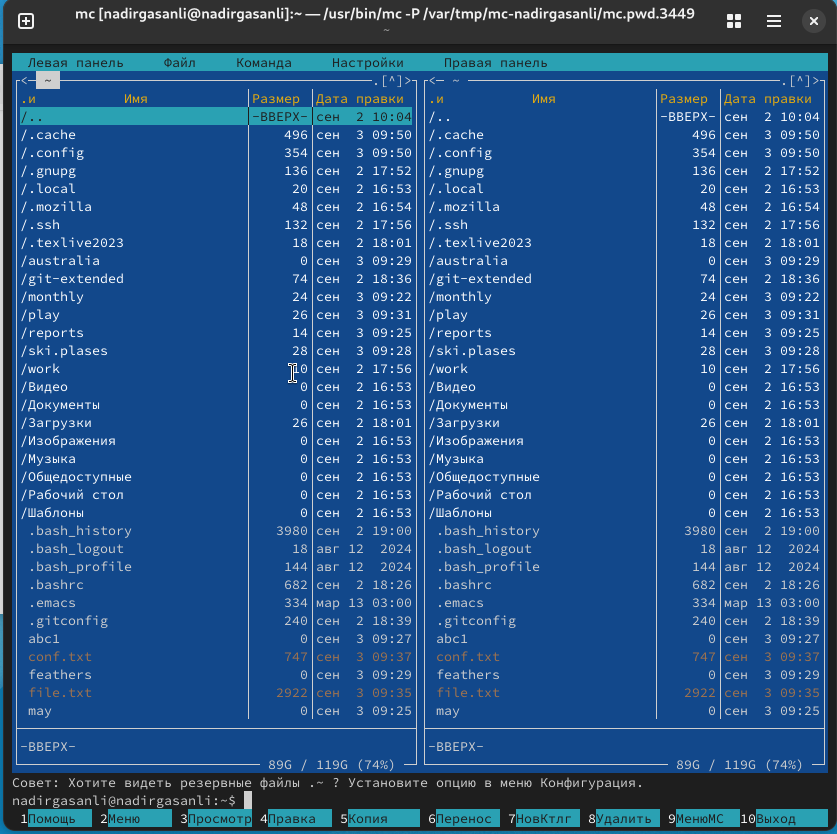 mc [nadirgasanli@nadirgasanli]:~ — /usr/bin/mc -P /var/tmp/mc-nadirgasanli/mc.pwd.3449
~
Левая панель Файл Команда Настройки Правая панель
<— ~ .[^]> <— ~ .[^]>
.и Имя Размер Дата правки .и Имя Размер Дата правки
/.. -ВВЕРХ- сен 2 10:04 /.. -ВВЕРХ- сен 2 10:04
/.cache 496 сен 3 09:50 /.cache 496 сен 3 09:50
/.config 354 сен 3 09:50 /.config 354 сен 3 09:50
/.gnupg 136 сен 2 17:52 /.gnupg 136 сен 2 17:52
/.local 20 сен 2 16:53 /.local 20 сен 2 16:53
/.mozilla 48 сен 2 16:54 /.mozilla 48 сен 2 16:54
/.ssh 132 сен 2 17:56 /.ssh 132 сен 2 17:56
/.texlive2023 18 сен 2 18:01 /.texlive2023 18 сен 2 18:01
/australia 0 сен 3 09:29 /australia 0 сен 3 09:29
/git-extended 74 сен 2 18:36 /git-extended 74 сен 2 18:36
/monthly 24 сен 3 09:22 /monthly 24 сен 3 09:22
/play 26 сен 3 09:31 /play 26 сен 3 09:31
/reports 14 сен 3 09:25 /reports 14 сен 3 09:25
/ski.plases 28 сен 3 09:28 /ski.plases 28 сен 3 09:28
/work 10 сен 2 17:56 /work 10 сен 2 17:56
/Видео 0 сен 2 16:53 /Видео 0 сен 2 16:53
/Документы 0 сен 2 16:53 /Документы 0 сен 2 16:53
/Загрузки 26 сен 2 18:01 /Загрузки 26 сен 2 18:01
/Изображения 0 сен 2 16:53 /Изображения 0 сен 2 16:53
/Музыка 0 сен 2 16:53 /Музыка 0 сен 2 16:53
/Общедоступные 0 сен 2 16:53 /Общедоступные 0 сен 2 16:53
/Рабочий стол 0 сен 2 16:53 /Рабочий стол 0 сен 2 16:53
/Шаблоны 0 сен 2 16:53 /Шаблоны 0 сен 2 16:53
.bash_history 3980 сен 2 19:00 .bash_history 3980 сен 2 19:00
.bash_logout 18 авг 12 2024 .bash_logout 18 авг 12 2024
.bash_profile 144 авг 12 2024 .bash_profile 144 авг 12 2024
.bashrc 682 сен 2 18:26 .bashrc 682 сен 2 18:26
.emacs 334 мар 13 03:00 .emacs 334 мар 13 03:00
.gitconfig 240 сен 2 18:39 .gitconfig 240 сен 2 18:39
abc1 0 сен 3 09:27 abc1 0 сен 3 09:27
conf.txt 747 сен 3 09:37 conf.txt 747 сен 3 09:37
feathers 0 сен 3 09:29 feathers 0 сен 3 09:29
file.txt 2922 сен 3 09:35 file.txt 2922 сен 3 09:35
may 0 сен 3 09:25 may 0 сен 3 09:25
-ВВЕРХ- -ВВЕРХ-
89G / 119G (74%) 89G / 119G (74%)
Совет: Хотите видеть резервные файлы .~ ? Установите опцию в меню Конфигурация.
nadirgasanli@nadirgasanli:~$
1Помощь 2Меню 3Просмотр 4Правка 5Копия 6Перенос 7НовКтлг 8Удалить 9МенюMC 10Выход